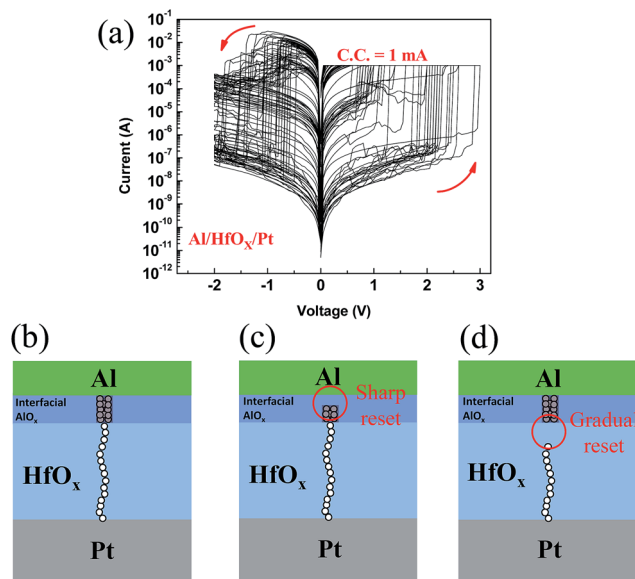 (a)
10⁻¹
10⁻²
10⁻³
10⁻⁴
10⁻⁵
10⁻⁶
10⁻⁷
10⁻⁸
10⁻⁹
10⁻¹⁰
10⁻¹¹
10⁻¹²
Current (A)
C.C. = 1 mA
Al/HfOₓ/Pt
-2 -1 0 1 2 3
Voltage (V)
(b)
Al
Interfacial
AlOₓ
HfOₓ
Pt
(c)
Al
Interfacial
AlOₓ
Sharp
reset
HfOₓ
Pt
(d)
Al
Interfacial
AlOₓ
Gradua
reset
HfOₓ
Pt